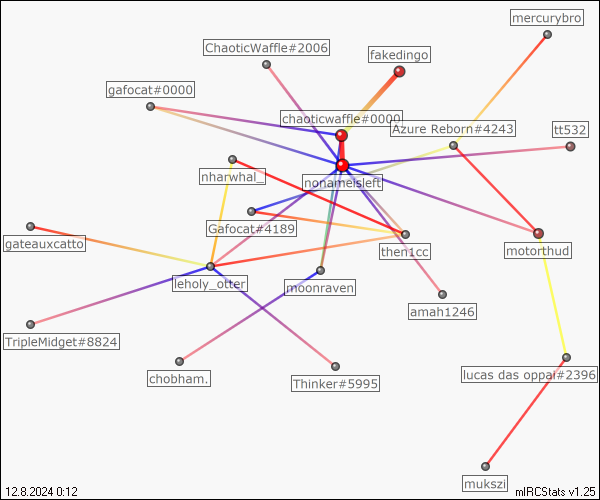 mercurybro
ChaoticWaffle#2006
fakedingo
gafocat#0000
chaoticwaffle#0000
Azure Reborn#4243
tt532
nharwhal_
nonameisleft
Gafocat#4189
gateauxcatto
then1cc
motorthud
leholy_otter
moonraven
amah1246
TripleMidget#8824
chobham.
Thinker#5995
lucas das oppai#2396
mukszi
12.8.2024 0:12
mIRCStats v1.25